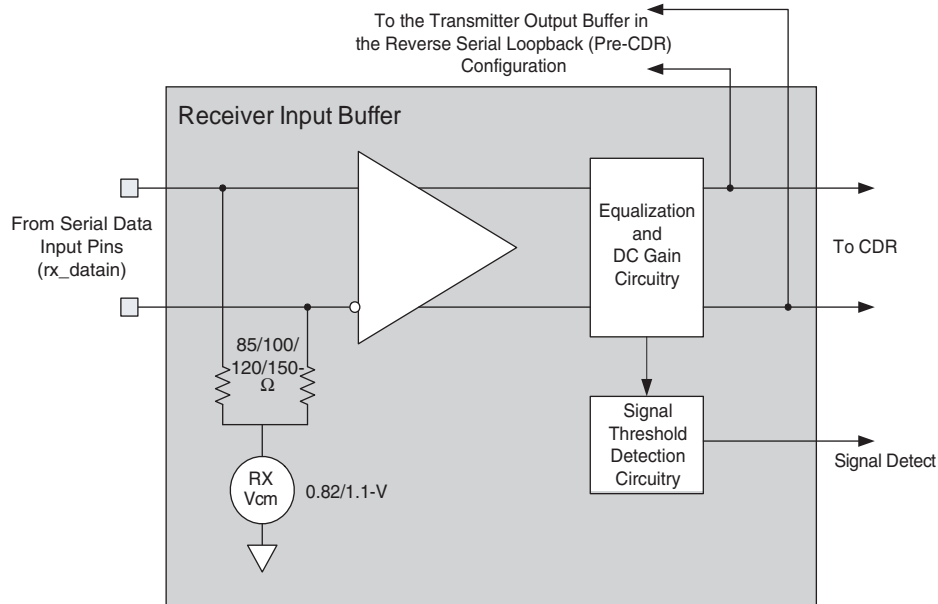 To the Transmitter Output Buffer in
the Reverse Serial Loopback (Pre-CDR)
Configuration
Receiver Input Buffer
From Serial Data
Input Pins
(rx_datain)
Equalization
and
DC Gain
Circuitry
To CDR
85/100/
120/150-
Ω
Signal
Threshold
Detection
Circuitry
Signal Detect
RX
Vcm
0.82/1.1-V